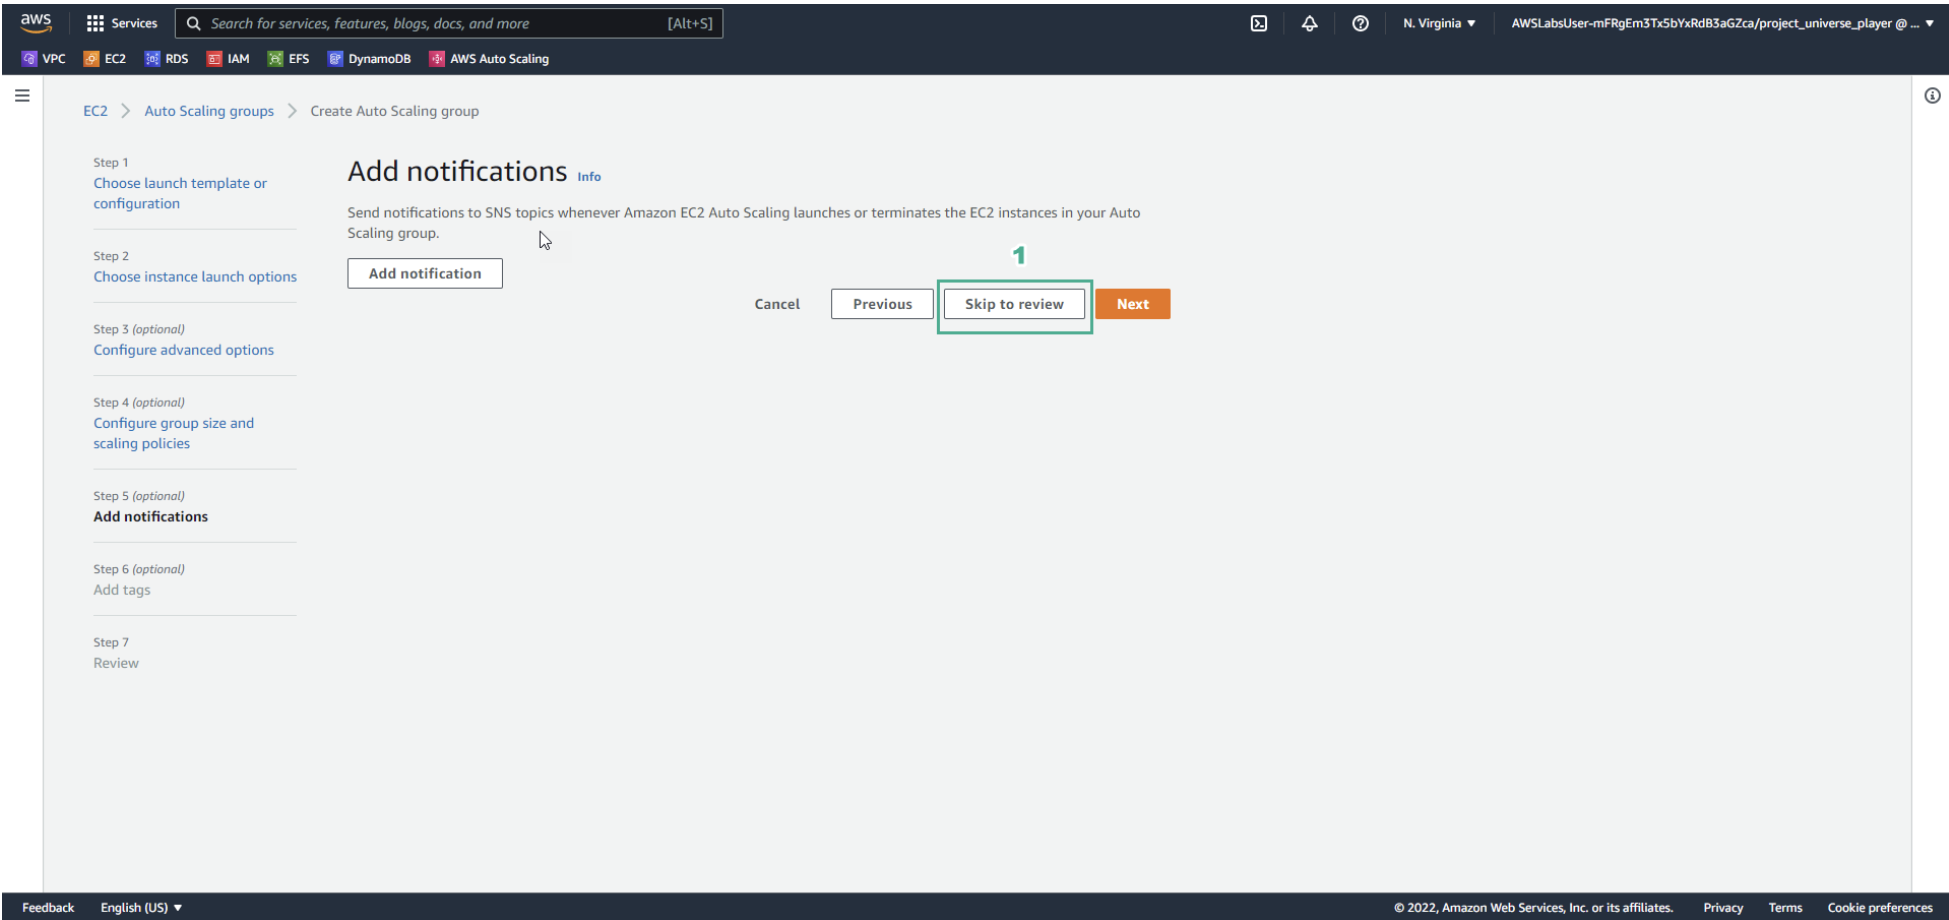 aws Services Search for services, features, blogs, docs, and more [Alt+S] N. Virginia ▼ AWSLabsUser-mFRgEm3Tx5bYxRdB3aGZca/project_universe_player @ ... ▼
VPC EC2 RDS IAM EFS DynamoDB AWS Auto Scaling
EC2 > Auto Scaling groups > Create Auto Scaling group
Step 1
Choose launch template or
configuration
Step 2
Choose instance launch options
Step 3 (optional)
Configure advanced options
Step 4 (optional)
Configure group size and
scaling policies
Step 5 (optional)
Add notifications
Step 6 (optional)
Add tags
Step 7
Review
Add notifications Info
Send notifications to SNS topics whenever Amazon EC2 Auto Scaling launches or terminates the EC2 instances in your Auto
Scaling group.
Add notification
1
Cancel Previous Skip to review Next
Feedback English (US) ▼ © 2022, Amazon Web Services, Inc. or its affiliates. Privacy Terms Cookie preferences